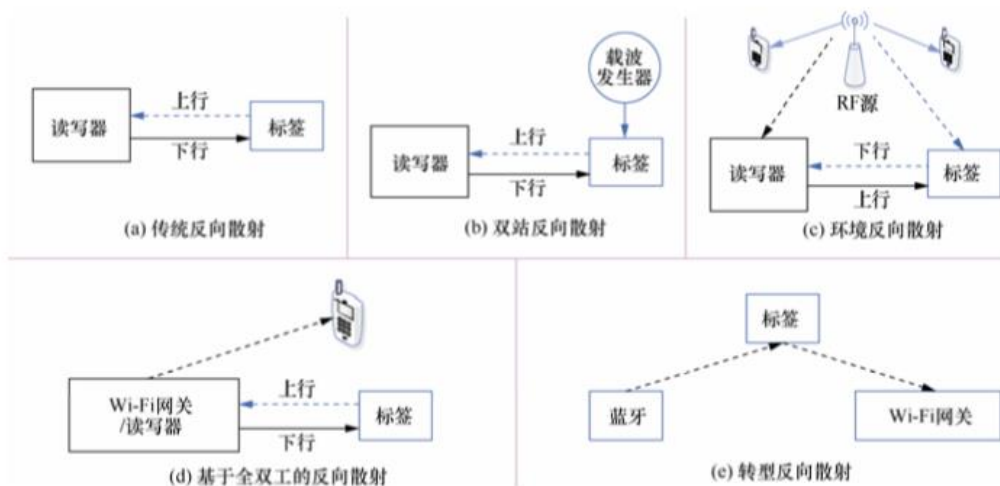 上行
读写器
标签
下行
(a) 传统反向散射
载波
发生器
上行
读写器
标签
下行
(b) 双站反向散射
RF源
下行
读写器
标签
上行
(c) 环境反向散射
Wi-Fi网关
/读写器
上行
标签
下行
(d) 基于全双工的反向散射
标签
蓝牙
Wi-Fi网关
(e) 转型反向散射